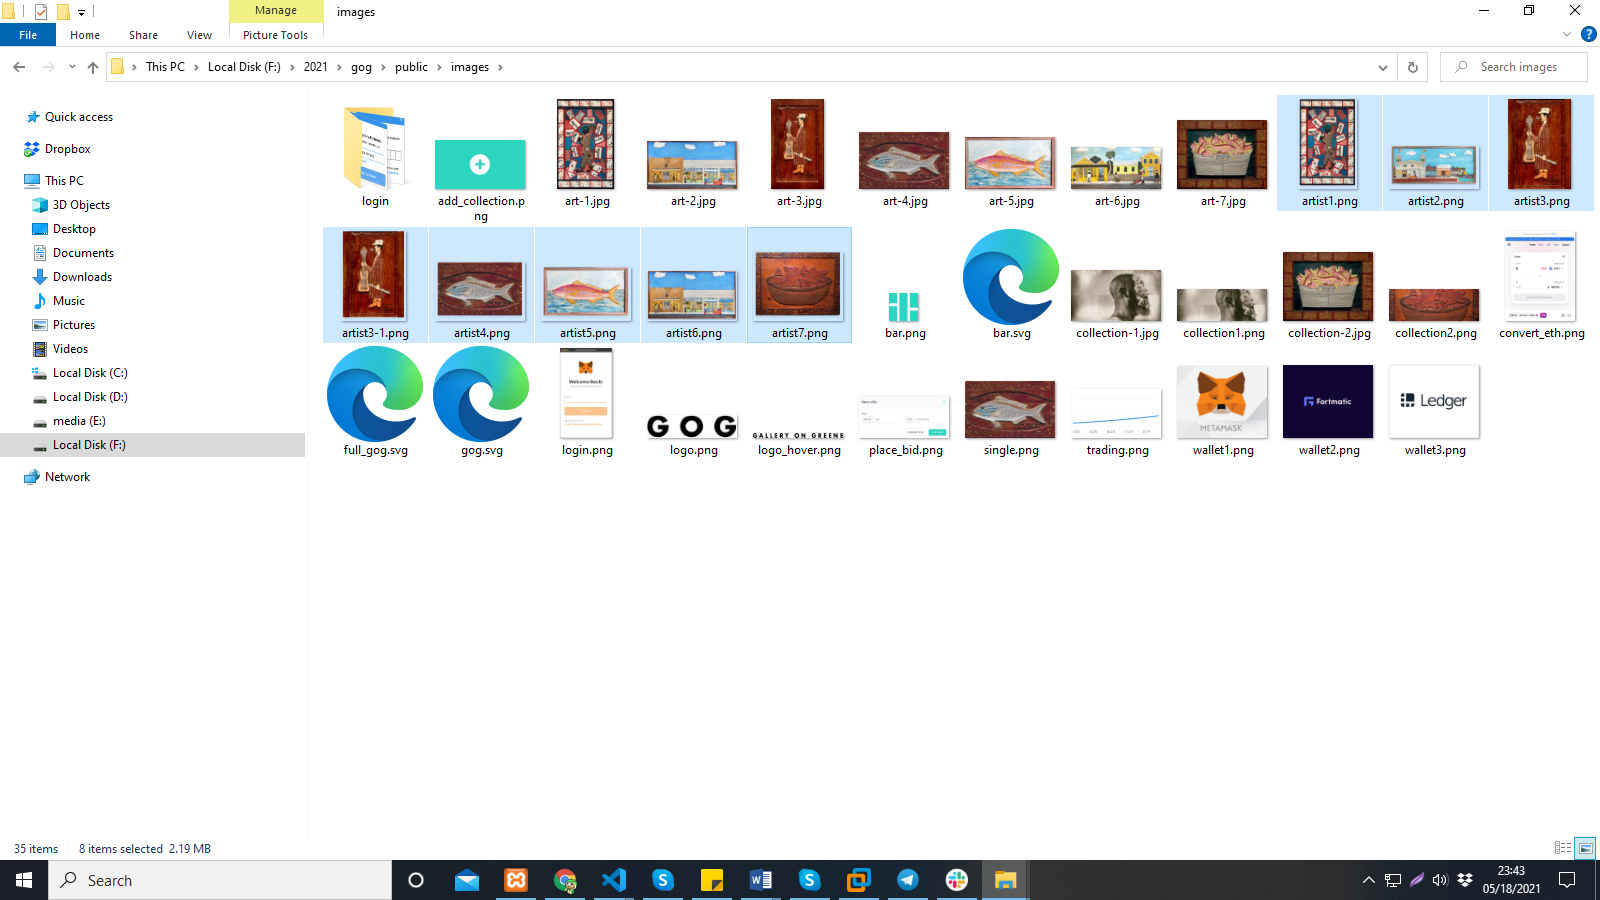 Manage
images
File
Home
Share
View
Picture Tools
This PC
Local Disk (F:)
2021
gog
public
images
Search images
Quick access
Dropbox
This PC
3D Objects
Desktop
Documents
Downloads
Music
Pictures
Videos
Local Disk (C:)
Local Disk (D:)
media (E:)
Local Disk (F:)
Network
login
add_collection.p
ng
art-1.jpg
art-2.jpg
art-3.jpg
art-4.jpg
art-5.jpg
art-6.jpg
art-7.jpg
artist1.png
artist2.png
artist3.png
artist3-1.png
artist4.png
artist5.png
artist6.png
artist7.png
bar.png
bar.svg
collection-1.jpg
collection1.png
collection-2.jpg
collection2.png
convert_eth.png
Welcome Back!
G O G
GALLERY ON GREENE
METAMASK
Fortmatic
Ledger
full_gog.svg
gog.svg
login.png
logo.png
logo_hover.png
place_bid.png
single.png
trading.png
wallet1.png
wallet2.png
wallet3.png
35 items
8 items selected 2.19 MB
Search
23:43
05/18/2021